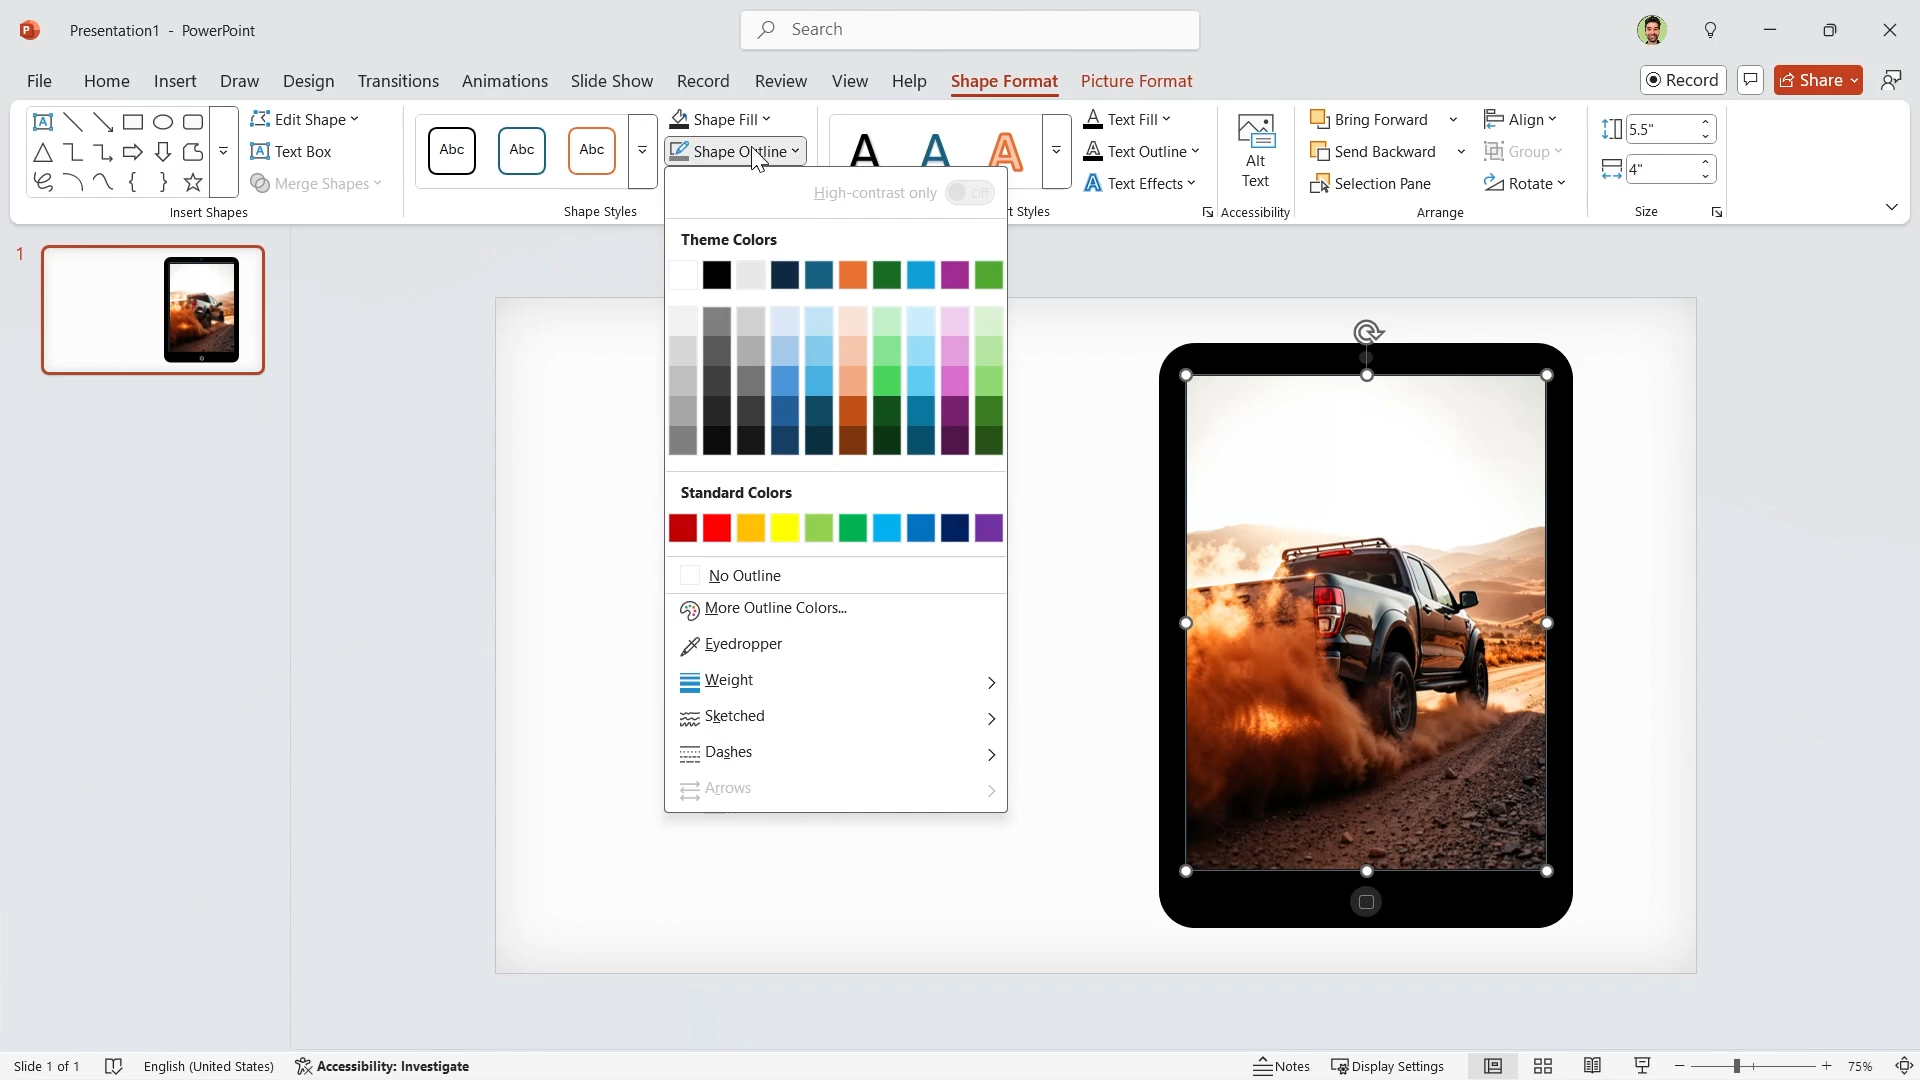 Presentation1 - PowerPoint
Search
File Home Insert Draw Design Transitions Animations Slide Show Record Review View Help Shape Format Picture Format
Record
Share
Edit Shape
Text Box
Merge Shapes
Insert Shapes
Abc Abc Abc
Shape Fill
Shape Outline
Shape Styles
A A A
Text Fill
Text Outline
Text Effects
t Styles
Alt
Text
Accessibility
Bring Forward
Send Backward
Selection Pane
Align
Group
Rotate
Arrange
5.5"
4"
Size
1
High-contrast only Off
Theme Colors
Standard Colors
No Outline
More Outline Colors...
Eyedropper
Weight
Sketched
Dashes
Arrows
Slide 1 of 1 English (United States) Accessibility: Investigate Notes Display Settings 75%